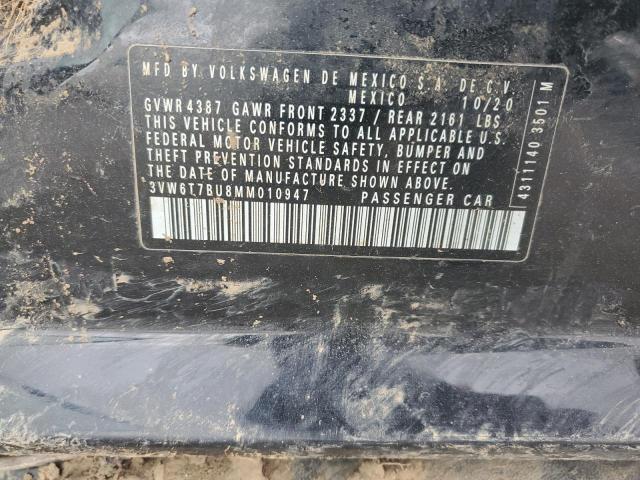 MFD BY VOLKSWAGEN DE MEXICO S.A. DE C.V.
MEXICO 10/20
GVWR 4387 GAWR FRONT 2337 / REAR 2161 LBS
THIS VEHICLE CONFORMS TO ALL APPLICABLE U.S.
FEDERAL MOTOR VEHICLE SAFETY, BUMPER AND
THEFT PREVENTION STANDARDS IN EFFECT ON
THE DATE OF MANUFACTURE SHOWN ABOVE.
3VW6T7BU8MM010947 PASSENGER CAR
4311140 3501 M